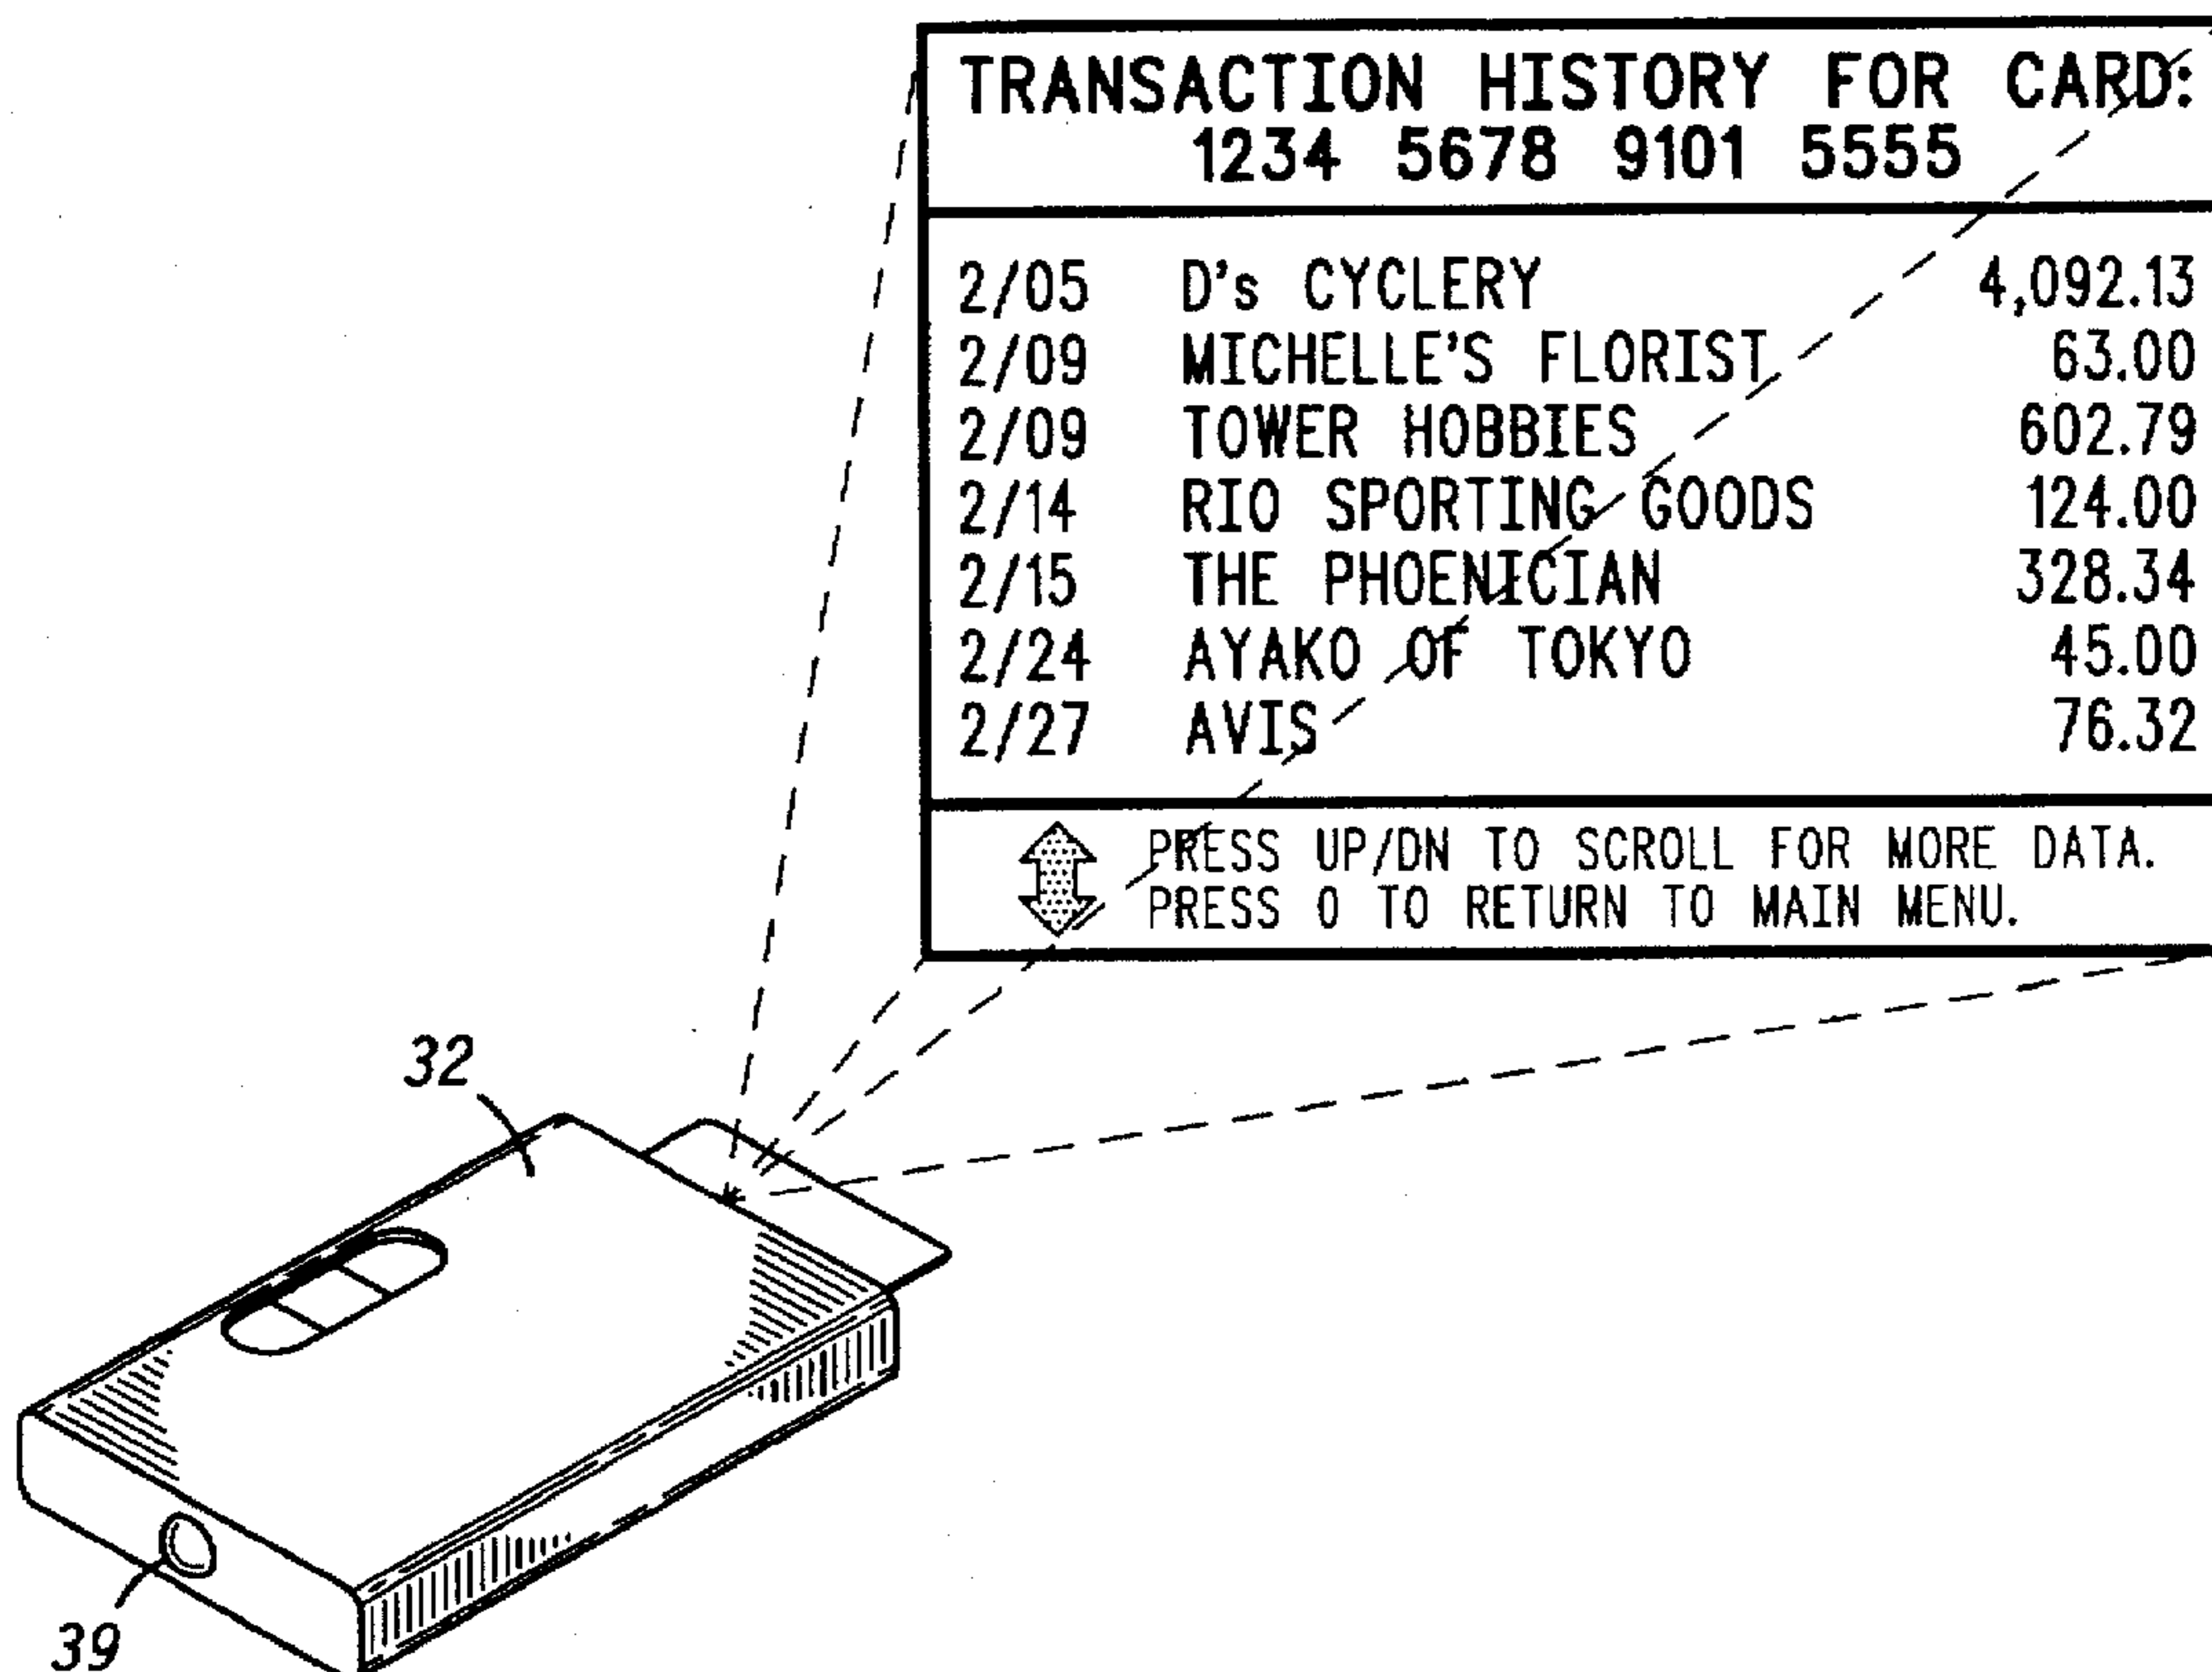 TRANSACTION HISTORY FOR CARD:
1234 5678 9101 5555
2/05 D's CYCLERY 4,092.13
2/09 MICHELLE'S FLORIST 63.00
2/09 TOWER HOBBIES 602.79
2/14 RIO SPORTING GOODS 124.00
2/15 THE PHOENICIAN 328.34
2/24 AYAKO OF TOKYO 45.00
2/27 AVIS 76.32
PRESS UP/DN TO SCROLL FOR MORE DATA.
PRESS 0 TO RETURN TO MAIN MENU.
32
39